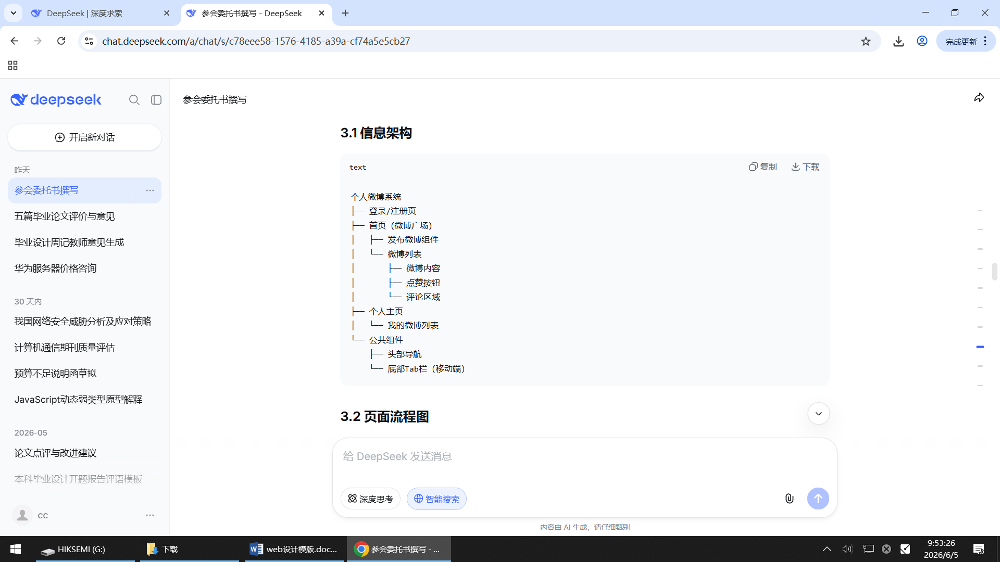 DeepSeek | 深度求索
参会委托书撰写 - DeepSeek
chat.deepseek.com/a/chat/s/c78eee58-1576-4185-a39a-cf74a5e5cb27
完成更新
deepseek
开启新对话
昨天
参会委托书撰写
五篇毕业论文评价与意见
毕业设计周记教师意见生成
华为服务器价格咨询
30 天内
我国网络安全威胁分析及应对策略
计算机通信期刊质量评估
预算不足说明函草拟
JavaScript动态弱类型原型解释
2026-05
论文点评与改进建议
本科毕业设计开题报告评语模板
cc
参会委托书撰写
3.1 信息架构
text
复制
下载
个人微博系统
├── 登录/注册页
├── 首页（微博广场）
│   ├── 发布微博组件
│   └── 微博列表
│       ├── 微博内容
│       ├── 点赞按钮
│       └── 评论区域
├── 个人主页
│   └── 我的微博列表
└── 公共组件
    ├── 头部导航
    └── 底部Tab栏（移动端）
3.2 页面流程图
给 DeepSeek 发送消息
深度思考
智能搜索
内容由 AI 生成，请仔细甄别
HIKSEMI (G:)
下载
web设计模版.doc...
参会委托书撰写 - ...
9:53:26
2026/6/5